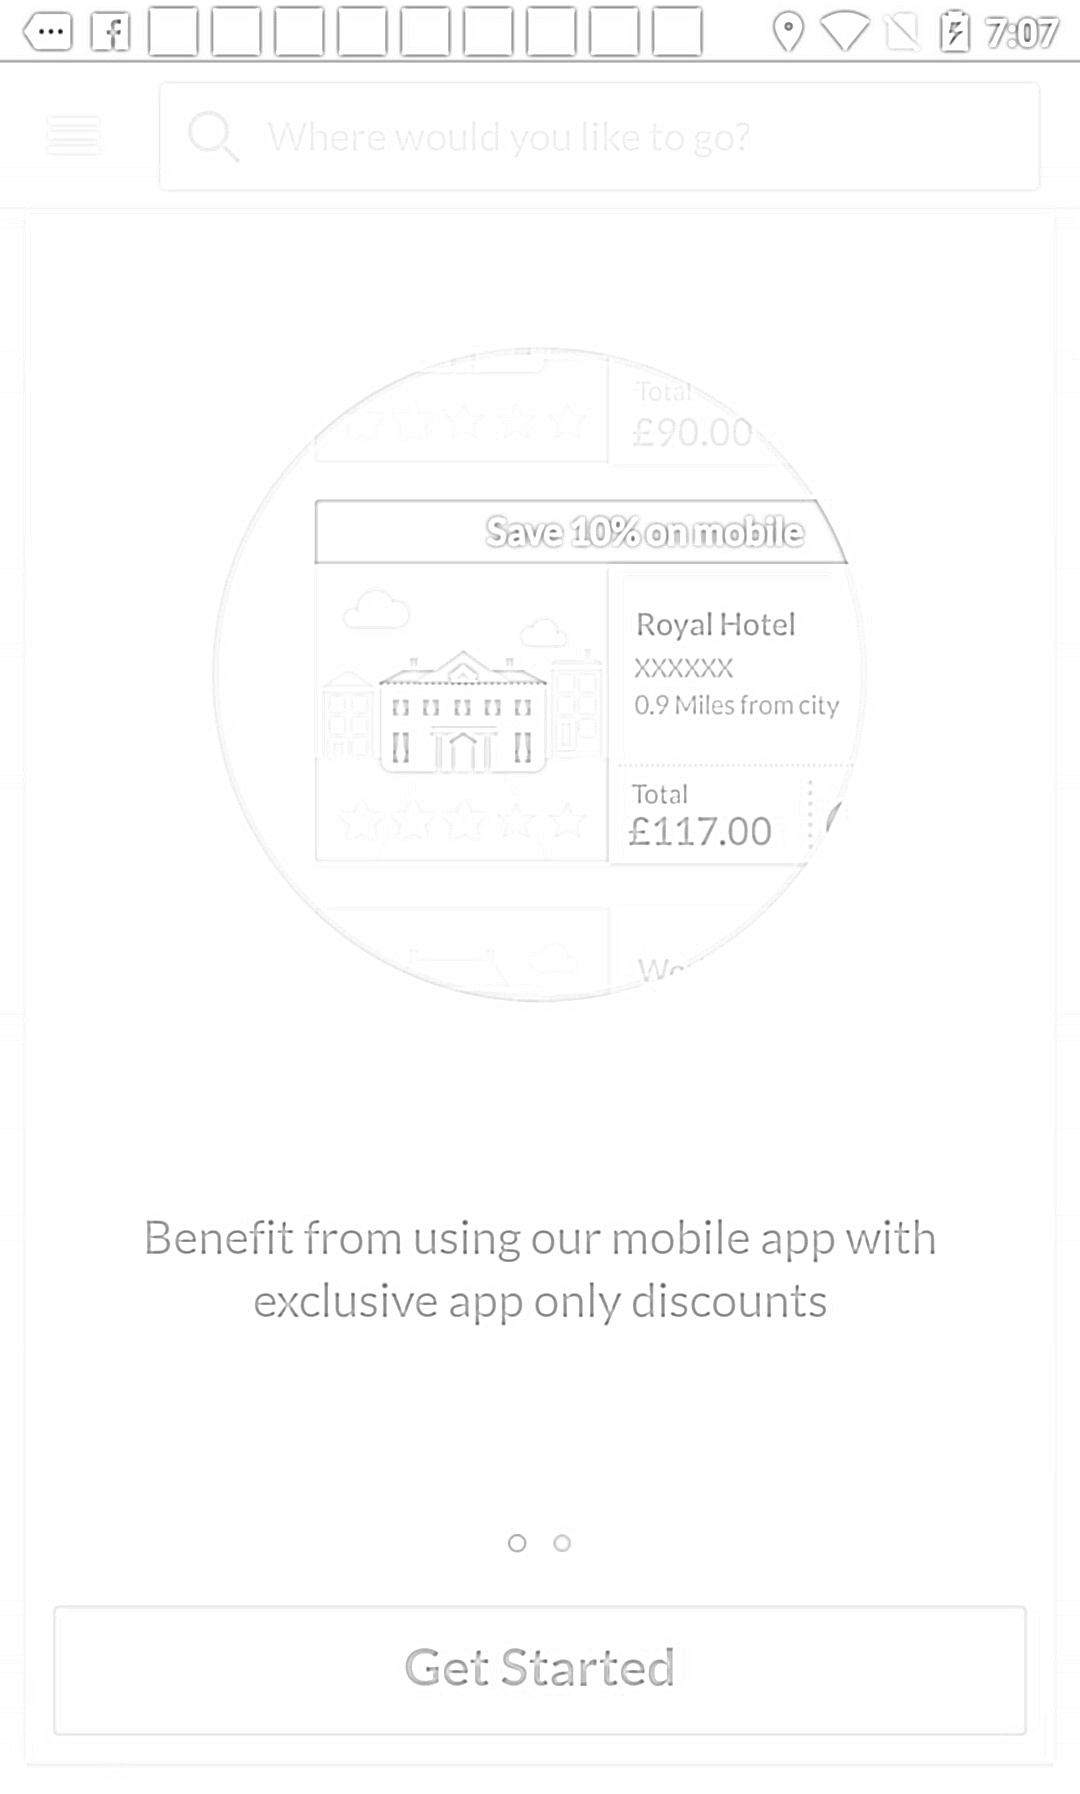 7:07
Where would you like to go?
Total
£90.00
Save 10% on mobile
Royal Hotel
XXXXXX
0.9 Miles from city
Total
£117.00
Benefit from using our mobile app with
exclusive app only discounts
Get Started